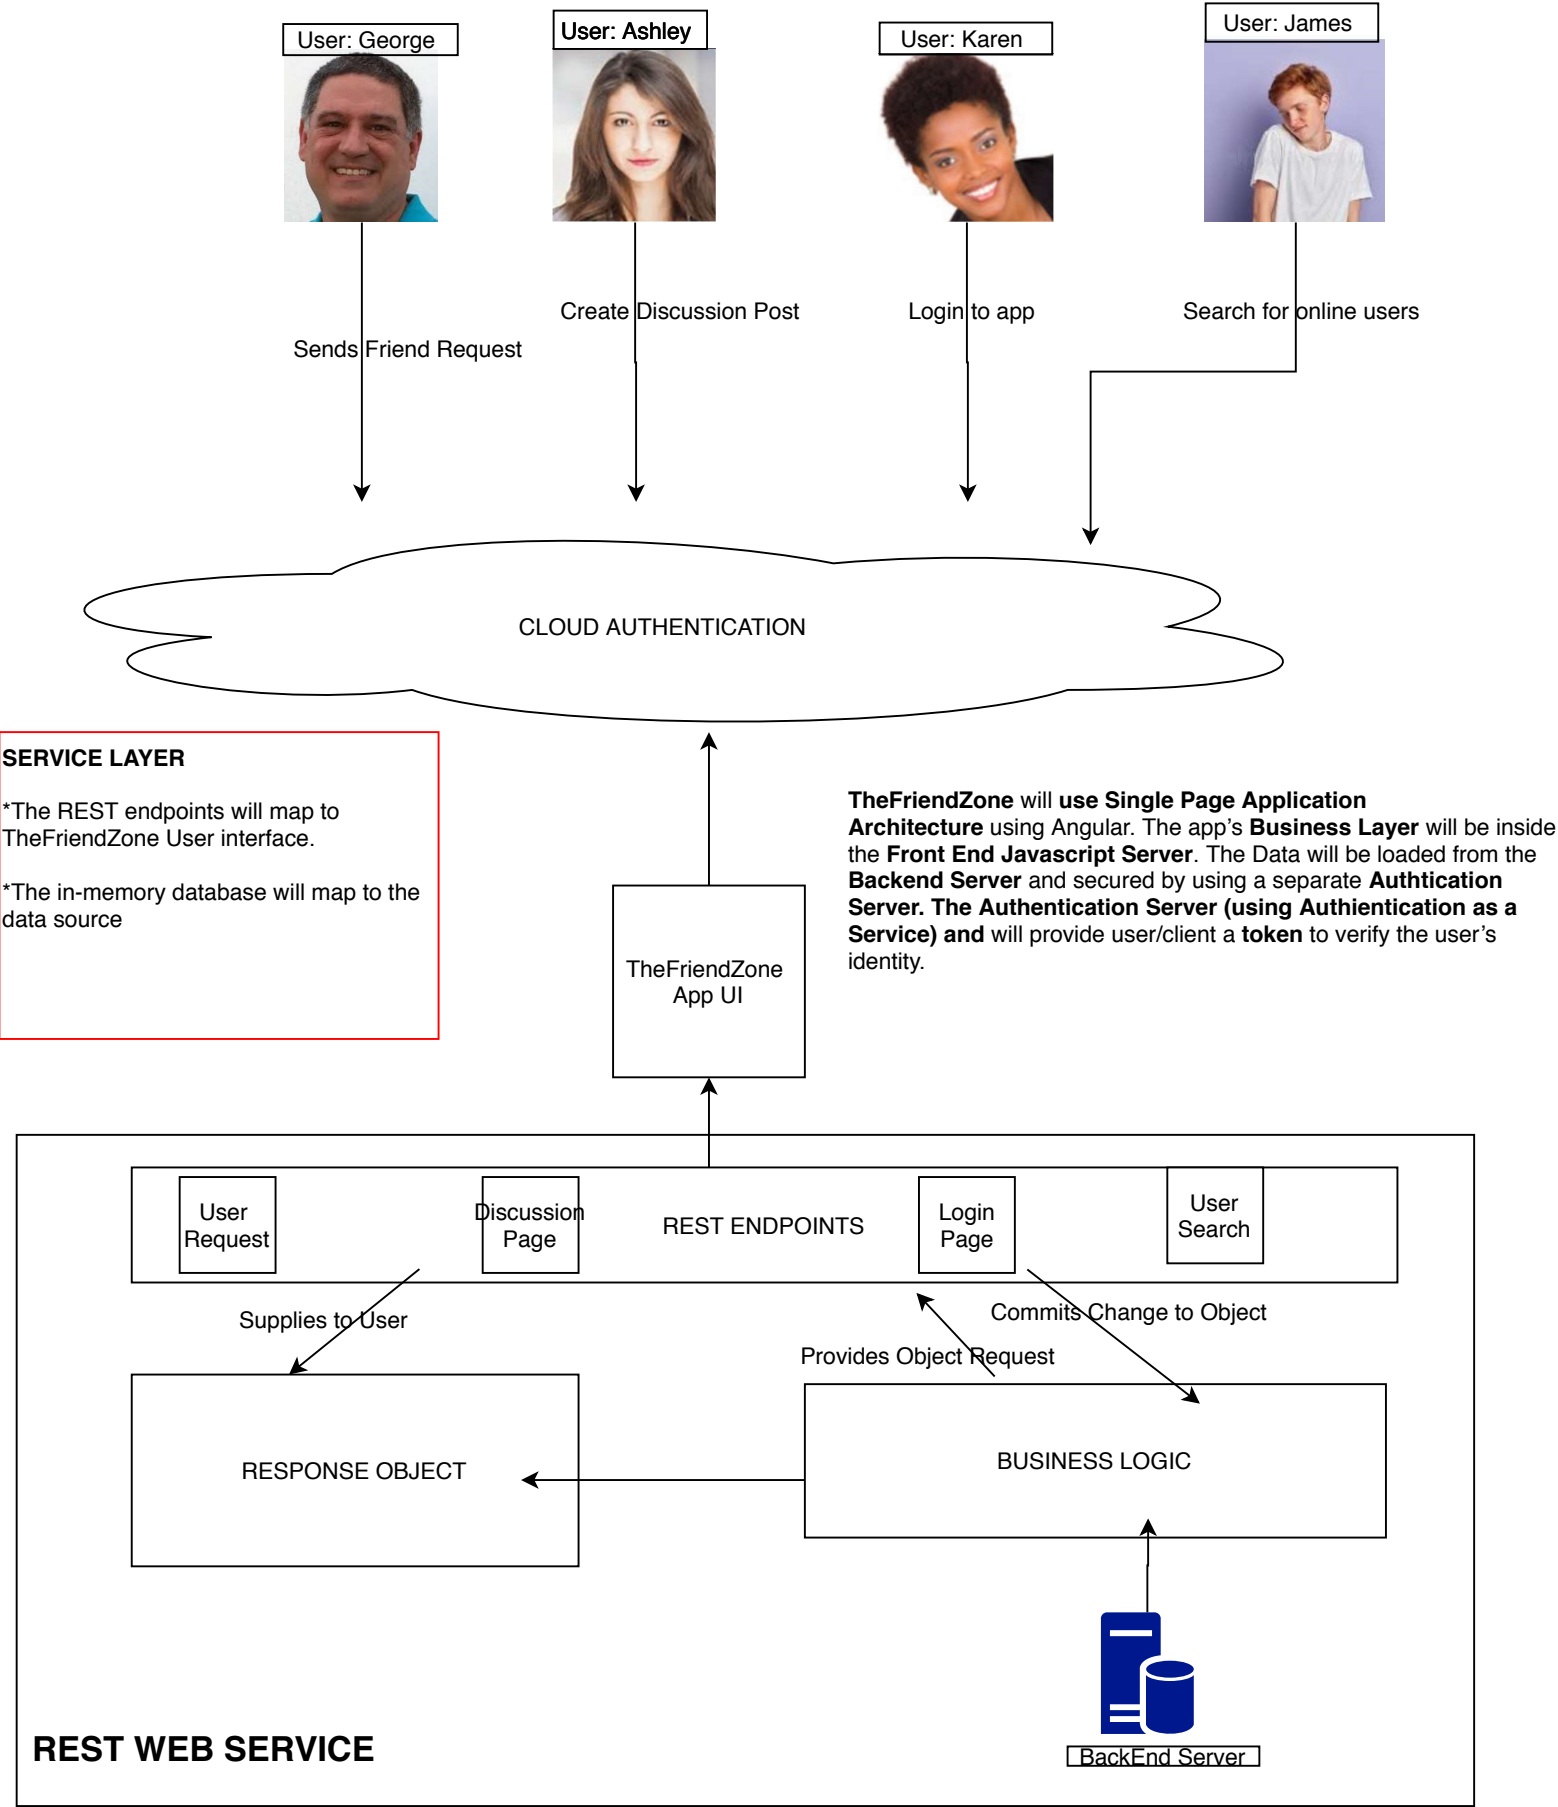 User: George
User: Ashley
User: Karen
User: James
Create Discussion Post
Login to app
Search for online users
Sends Friend Request
CLOUD AUTHENTICATION
SERVICE LAYER
*The REST endpoints will map to
TheFriendZone User interface.
*The in-memory database will map to the
data source
TheFriendZone will use Single Page Application
Architecture using Angular. The app’s Business Layer will be inside
the Front End Javascript Server. The Data will be loaded from the
Backend Server and secured by using a separate Authtication
Server. The Authentication Server (using Authientication as a
Service) and will provide user/client a token to verify the user’s
identity.
TheFriendZone
App UI
User
Request
Discussion
Page
REST ENDPOINTS
Login
Page
User
Search
Supplies to User
Commits Change to Object
Provides Object Request
RESPONSE OBJECT
BUSINESS LOGIC
REST WEB SERVICE
BackEnd Server